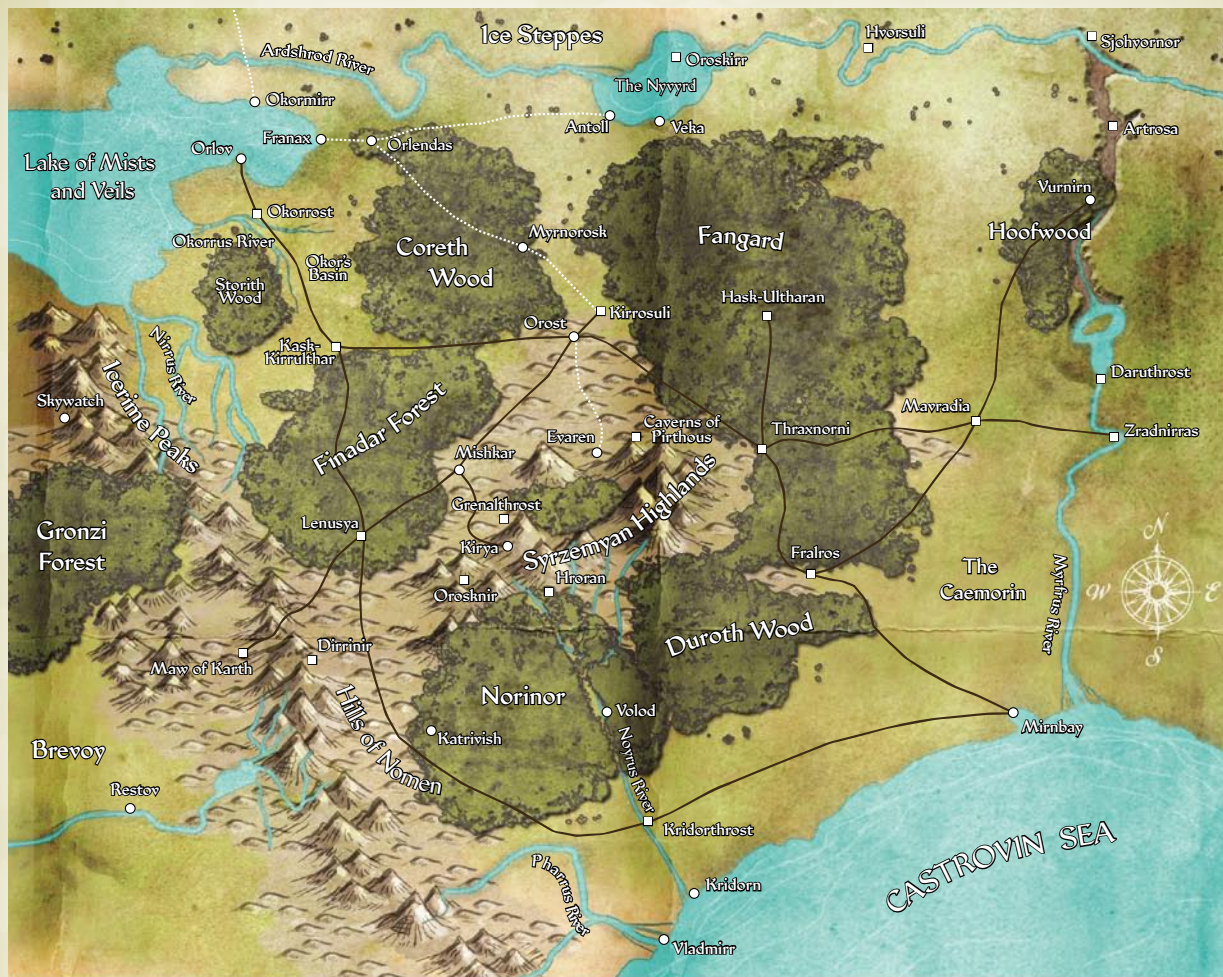 Ice Steppes
Hvorsuli
Sjohvornor
Ardshrod River
Oroskirr
The Nyvyrd
Okormirr
Antoll
Veka
Artrosa
Franax
Orlendas
Orlov
Lake of Mists
and Veils
Vurnirn
Okorrost
Hoofwood
Okorrus River
Myrnorosk
Fangard
Coreth
Wood
Okor's
Basin
Storith
Wood
Hask-Ultharan
Kirrosuli
Orost
Kask-
Kirrulthar
Nirrus River
Icerime Peaks
Daruthrost
Skywatch
Mavradia
Finadar Forest
Caverns of
Pirthous
Thraxnorni
Evaren
Zradnirras
Mishkar
Grenalthrost
Syrzemyan Highlands
Gronzi
Forest
Lenusya
Kirya
Fralros
The
Caemorin
Myrfrus River
N
W
E
S
Hroran
Orosknir
Duroth Wood
Dirrinir
Maw of Karth
Norinor
Hills of Nomen
Volod
Katrivish
Noyrus River
Mirnbay
Brevoy
Restov
Kridorthrost
CASTROVIN SEA
Pharrus River
Kridorn
Vladmirr